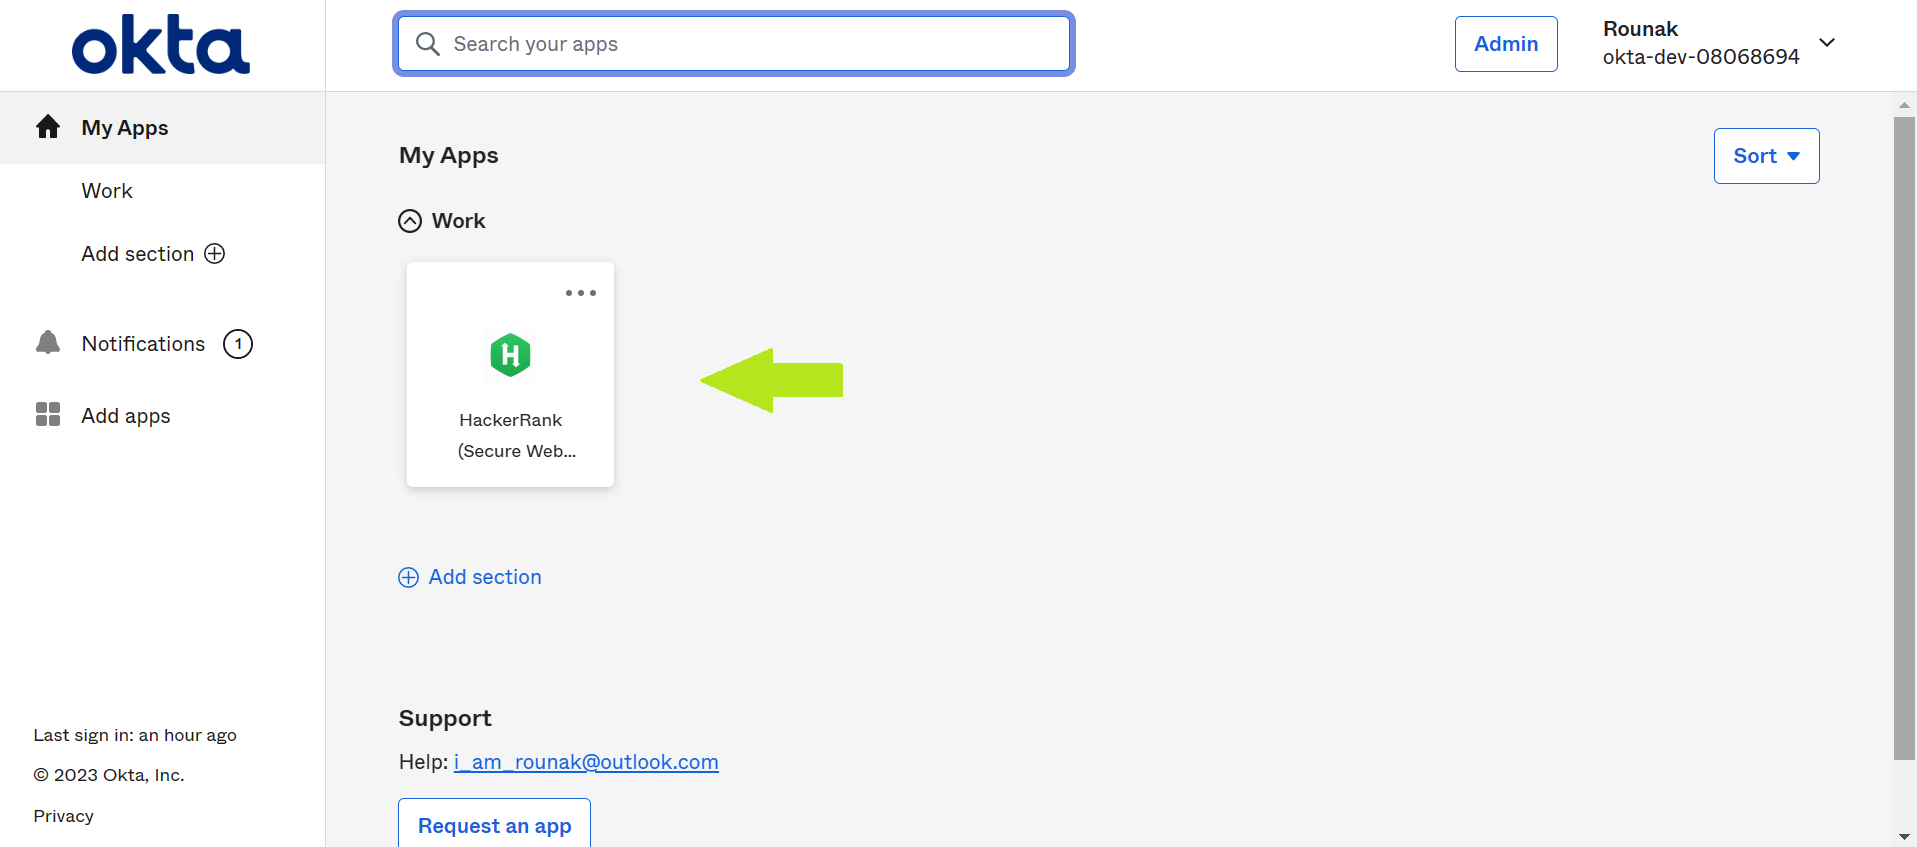 okta
Search your apps
Admin
Rounak
okta-dev-08068694
My Apps
Work
Add section
Notifications 1
Add apps
Last sign in: an hour ago
© 2023 Okta, Inc.
Privacy
My Apps
Sort
Work
H
HackerRank
(Secure Web...
Add section
Support
Help: i_am_rounak@outlook.com
Request an app